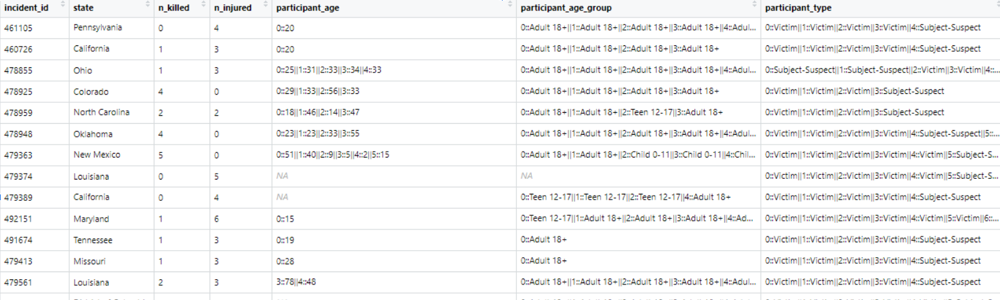 incident_id state n_killed n_injured participant_age participant_age_group participant_type
461105 Pennsylvania 0 4 0::20 0::Adult 18+||1::Adult 18+||2::Adult 18+||3::Adult 18+||4::Adul... 0::Victim||1::Victim||2::Victim||3::Victim||4::Subject-Suspect
460726 California 1 3 0::20 0::Adult 18+||1::Adult 18+||2::Adult 18+||3::Adult 18+ 0::Victim||1::Victim||2::Victim||3::Victim||4::Subject-Suspect
478855 Ohio 1 3 0::25||1::31||2::33||3::34||4::33 0::Adult 18+||1::Adult 18+||2::Adult 18+||3::Adult 18+||4::Adul... 0::Subject-Suspect||1::Subject-Suspect||2::Victim||3::Victim||4::...
478925 Colorado 4 0 0::29||1::33||2::56||3::33 0::Adult 18+||1::Adult 18+||2::Adult 18+||3::Adult 18+ 0::Victim||1::Victim||2::Victim||3::Subject-Suspect
478959 North Carolina 2 2 0::18||1::46||2::14||3::47 0::Adult 18+||1::Adult 18+||2::Teen 12-17||3::Adult 18+ 0::Victim||1::Victim||2::Victim||3::Subject-Suspect
478948 Oklahoma 4 0 0::23||1::23||2::33||3::55 0::Adult 18+||1::Adult 18+||2::Adult 18+||3::Adult 18+||4::Adul... 0::Victim||1::Victim||2::Victim||3::Victim||4::Subject-Suspect||5::...
479363 New Mexico 5 0 0::51||1::40||2::9||3::5||4::2||5::15 0::Adult 18+||1::Adult 18+||2::Child 0-11||3::Child 0-11||4::Chil... 0::Victim||1::Victim||2::Victim||3::Victim||4::Victim||5::Subject-S...
479374 Louisiana 0 5 NA NA 0::Victim||1::Victim||2::Victim||3::Victim||4::Victim||5::Subject-S...
479389 California 0 4 NA 0::Teen 12-17||1::Teen 12-17||2::Teen 12-17||4::Adult 18+ 0::Victim||1::Victim||2::Victim||3::Victim||4::Subject-Suspect
492151 Maryland 1 6 0::15 0::Teen 12-17||1::Adult 18+||2::Adult 18+||3::Adult 18+||4::Ad... 0::Victim||1::Victim||2::Victim||3::Victim||4::Victim||5::Victim||6::...
491674 Tennessee 1 3 0::19 0::Adult 18+ 0::Victim||1::Victim||2::Victim||3::Victim||4::Subject-Suspect
479413 Missouri 1 3 0::28 0::Adult 18+ 0::Victim||1::Victim||2::Victim||3::Victim||4::Subject-Suspect
479561 Louisiana 2 3 3::78||4::48 0::Adult 18+||1::Adult 18+||2::Adult 18+||3::Adult 18+||4::Adul... 0::Victim||1::Victim||2::Victim||3::Victim||4::Subject-Suspect